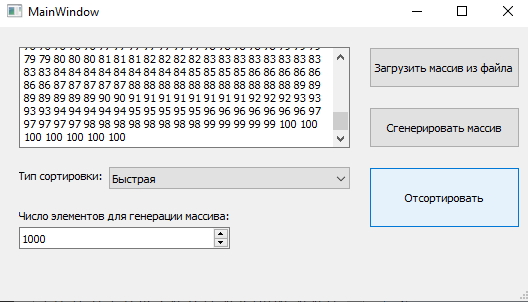 MainWindow
79 79 80 80 80 81 81 81 82 82 82 82 82 83 83 83 83 83 83
83 83 84 84 84 84 84 84 84 84 85 85 85 85 85 86 86 86 86
86 86 87 87 87 87 87 88 88 88 88 88 88 88 88 88 88 89 89
89 89 89 89 89 90 90 91 91 91 91 91 91 91 91 92 92 92 93 93
93 93 94 94 94 94 94 94 95 95 95 95 96 96 96 96 96 96 97
97 97 97 97 98 98 98 98 98 98 98 98 99 99 99 99 99 100 100
100 100 100 100 100
Загрузить массив из файла
Сгенерировать массив
Тип сортировки:
Быстрая
Отсортировать
Число элементов для генерации массива:
1000